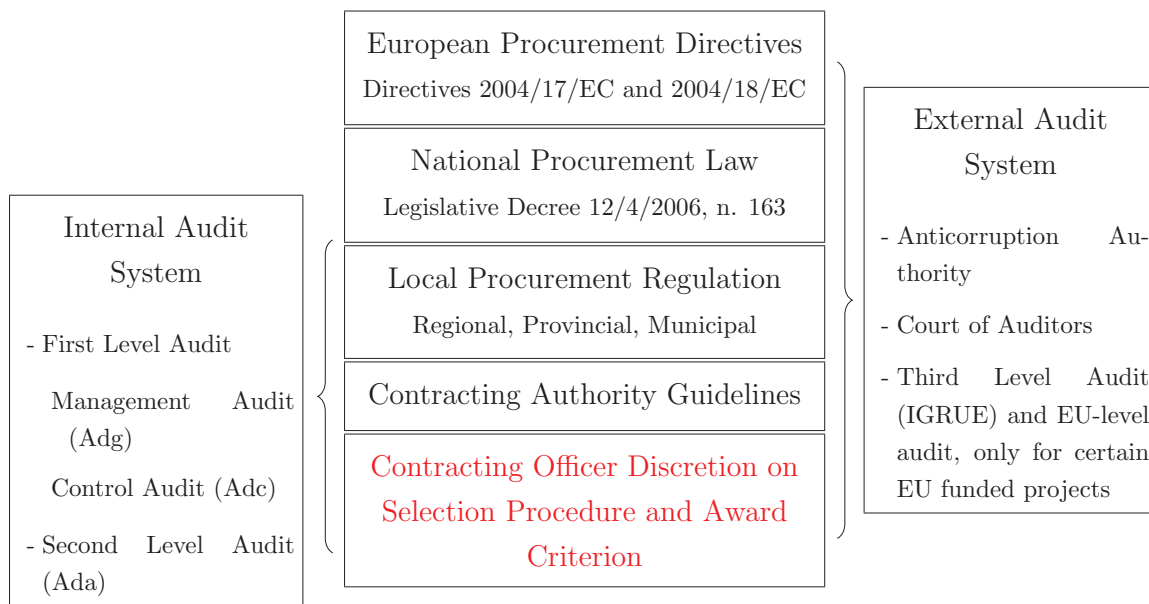 European Procurement Directives
Directives 2004/17/EC and 2004/18/EC
National Procurement Law
Legislative Decree 12/4/2006, n. 163
Local Procurement Regulation
Regional, Provincial, Municipal
Contracting Authority Guidelines
Contracting Officer Discretion on
Selection Procedure and Award
Criterion
Internal Audit
System
- First Level Audit
Management Audit
(Adg)
Control Audit (Adc)
- Second Level Audit
(Ada)
External Audit
System
- Anticorruption Au-
thority
- Court of Auditors
- Third Level Audit
(IGRUE) and EU-level
audit, only for certain
EU funded projects